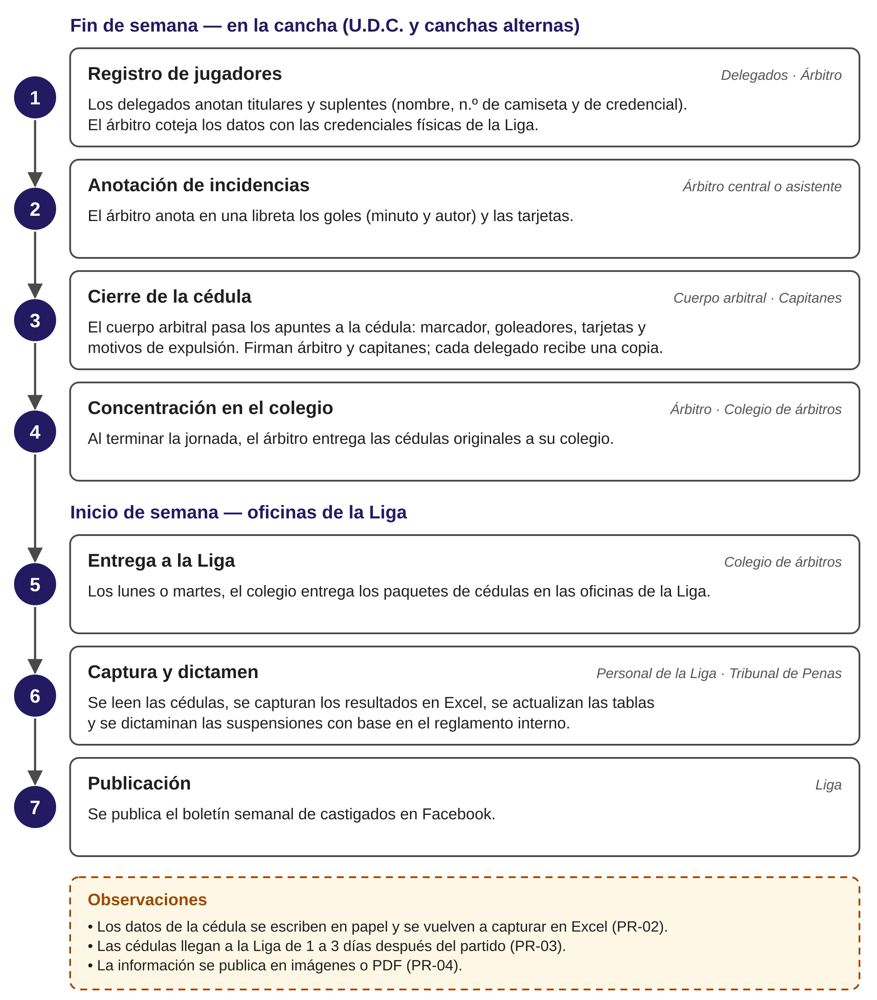 Fin de semana — en la cancha (U.D.C. y canchas alternas)
1
Registro de jugadores
Delegados · Árbitro
Los delegados anotan titulares y suplentes (nombre, n.º de camiseta y de credencial).
El árbitro coteja los datos con las credenciales físicas de la Liga.
2
Anotación de incidencias
Árbitro central o asistente
El árbitro anota en una libreta los goles (minuto y autor) y las tarjetas.
3
Cierre de la cédula
Cuerpo arbitral · Capitanes
El cuerpo arbitral pasa los apuntes a la cédula: marcador, goleadores, tarjetas y
motivos de expulsión. Firman árbitro y capitanes; cada delegado recibe una copia.
4
Concentración en el colegio
Árbitro · Colegio de árbitros
Al terminar la jornada, el árbitro entrega las cédulas originales a su colegio.
Inicio de semana — oficinas de la Liga
5
Entrega a la Liga
Colegio de árbitros
Los lunes o martes, el colegio entrega los paquetes de cédulas en las oficinas de la Liga.
6
Captura y dictamen
Personal de la Liga · Tribunal de Penas
Se leen las cédulas, se capturan los resultados en Excel, se actualizan las tablas
y se dictaminan las suspensiones con base en el reglamento interno.
7
Publicación
Liga
Se publica el boletín semanal de castigados en Facebook.
Observaciones
• Los datos de la cédula se escriben en papel y se vuelven a capturar en Excel (PR-02).
• Las cédulas llegan a la Liga de 1 a 3 días después del partido (PR-03).
• La información se publica en imágenes o PDF (PR-04).